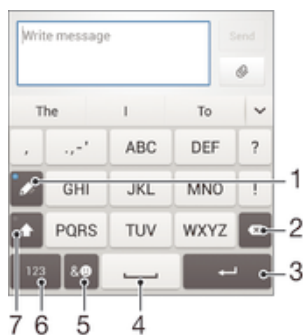 Write message
Send
The I To
, .,-' ABC DEF ?
GHI JKL MNO ! 1
PQRS TUV WXYZ 2
123 & 3
7 6 5 4